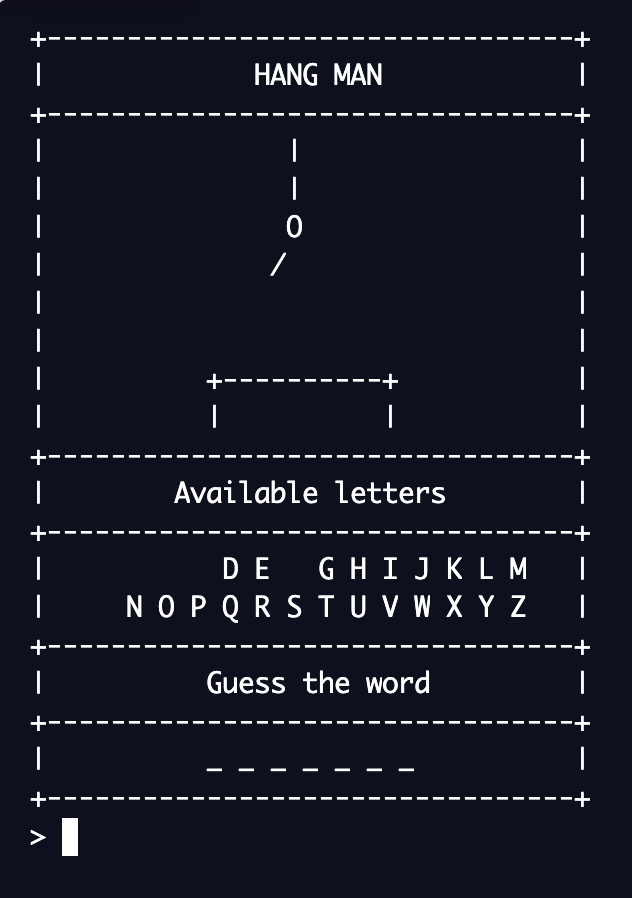 +---------------------------------+
|             HANG MAN            |
+---------------------------------+
|               |                 |
|               |                 |
|               O                 |
|              /                  |
|                                 |
|                                 |
|          +----------+           |
|          |          |           |
+---------------------------------+
|        Available letters        |
+---------------------------------+
|           D E   G H I J K L M   |
|     N O P Q R S T U V W X Y Z   |
+---------------------------------+
|          Guess the word         |
+---------------------------------+
|          _ _ _ _ _ _ _          |
+---------------------------------+
>